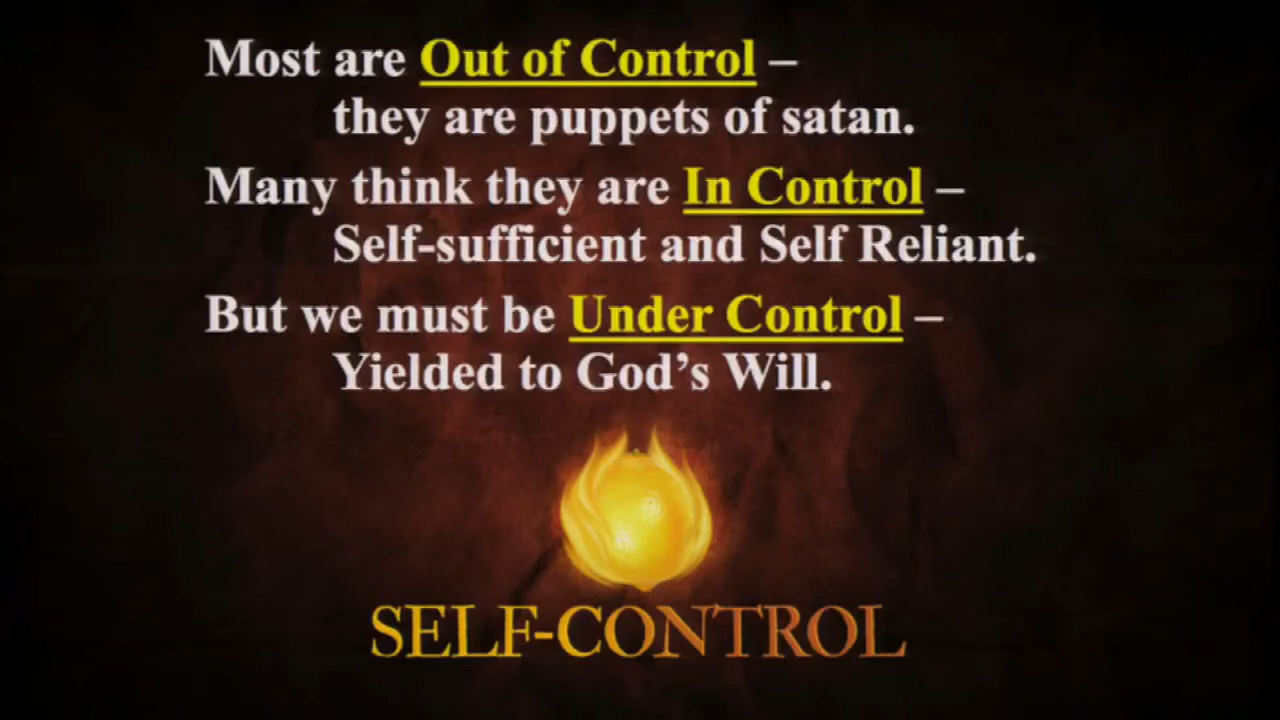 Most are Out of Control –
they are puppets of satan.
Many think they are In Control –
Self-sufficient and Self Reliant.
But we must be Under Control –
Yielded to God’s Will.
SELF-CONTROL